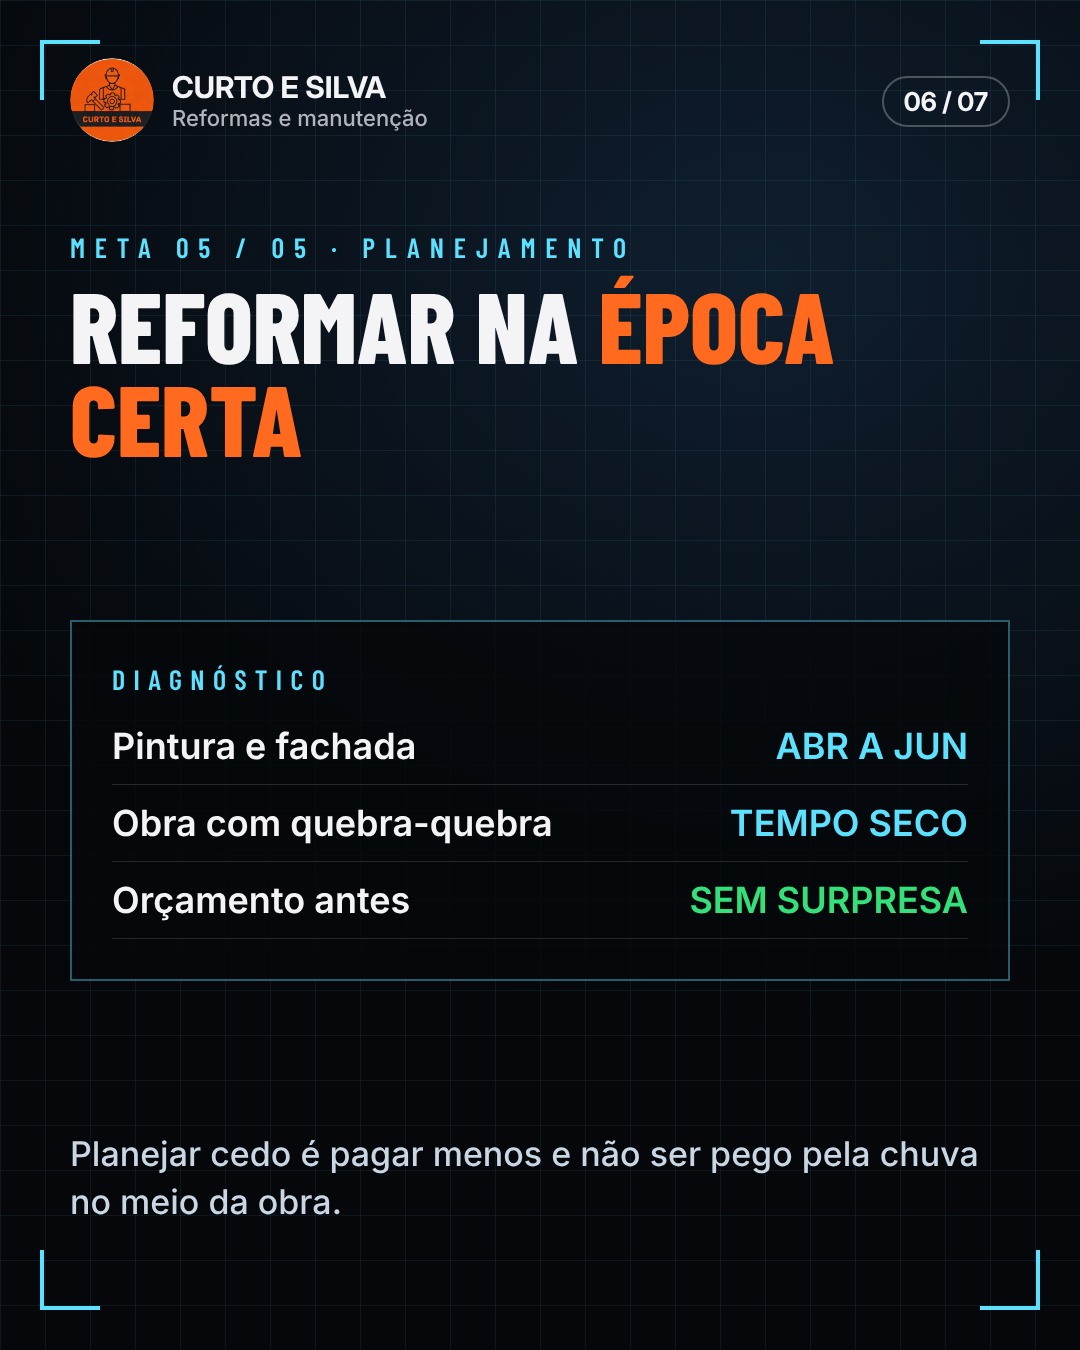 CURTO E SILVA
CURTO E SILVA
Reformas e manutenção
06 / 07
META 05 / 05 · PLANEJAMENTO
REFORMAR NA ÉPOCA
CERTA
DIAGNÓSTICO
Pintura e fachada ABR A JUN
Obra com quebra-quebra TEMPO SECO
Orçamento antes SEM SURPRESA
Planejar cedo é pagar menos e não ser pego pela chuva
no meio da obra.